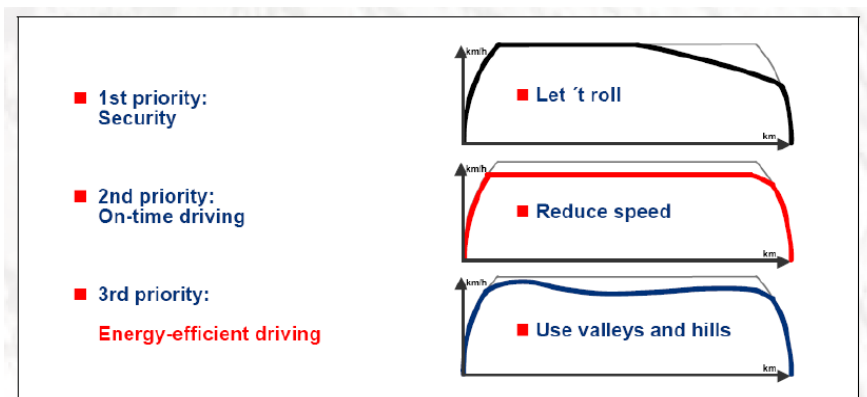 1st priority:
Security
2nd priority:
On-time driving
3rd priority:
Energy-efficient driving
km/h
Let ´t roll
km
km/h
Reduce speed
km
km/h
Use valleys and hills
km